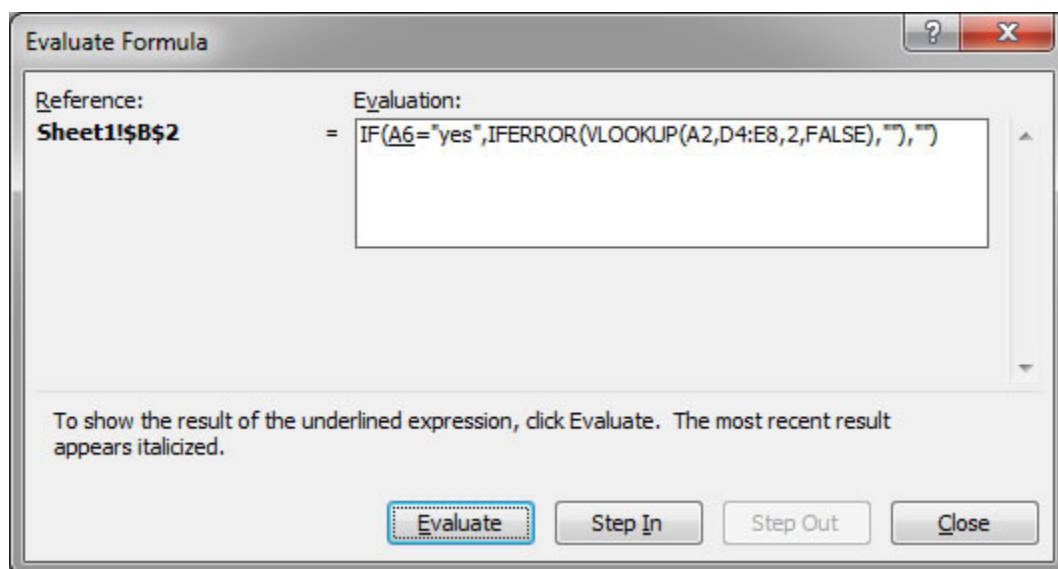 Evaluate Formula
Reference:
Evaluation:
Sheet1!$B$2
= IF(A6="yes",IFERROR(VLOOKUP(A2,D4:E8,2,FALSE),""),"")
To show the result of the underlined expression, click Evaluate.  The most recent result
appears italicized.
Evaluate
Step In
Step Out
Close